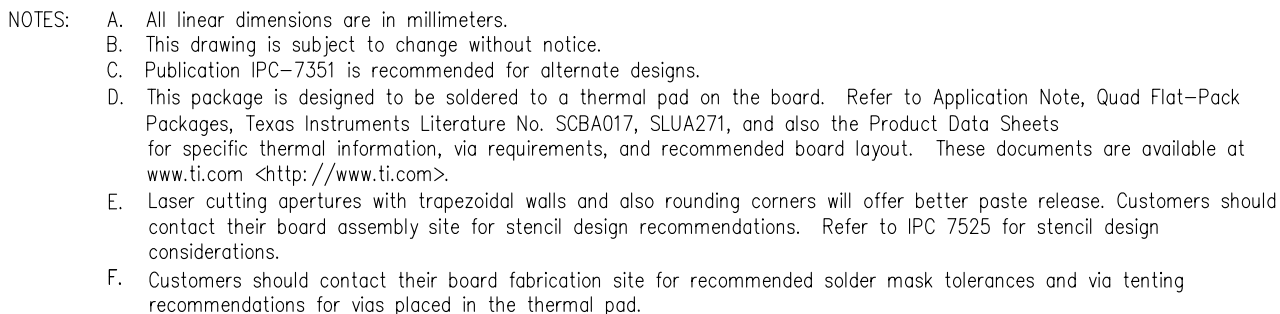 NOTES: A. All linear dimensions are in millimeters.
B. This drawing is subject to change without notice.
C. Publication IPC-7351 is recommended for alternate designs.
D. This package is designed to be soldered to a thermal pad on the board. Refer to Application Note, Quad Flat-Pack
Packages, Texas Instruments Literature No. SCBA017, SLUA271, and also the Product Data Sheets
for specific thermal information, via requirements, and recommended board layout. These documents are available at
www.ti.com <http://www.ti.com>.
E. Laser cutting apertures with trapezoidal walls and also rounding corners will offer better paste release. Customers should
contact their board assembly site for stencil design recommendations. Refer to IPC 7525 for stencil design
considerations.
F. Customers should contact their board fabrication site for recommended solder mask tolerances and via tenting
recommendations for vias placed in the thermal pad.